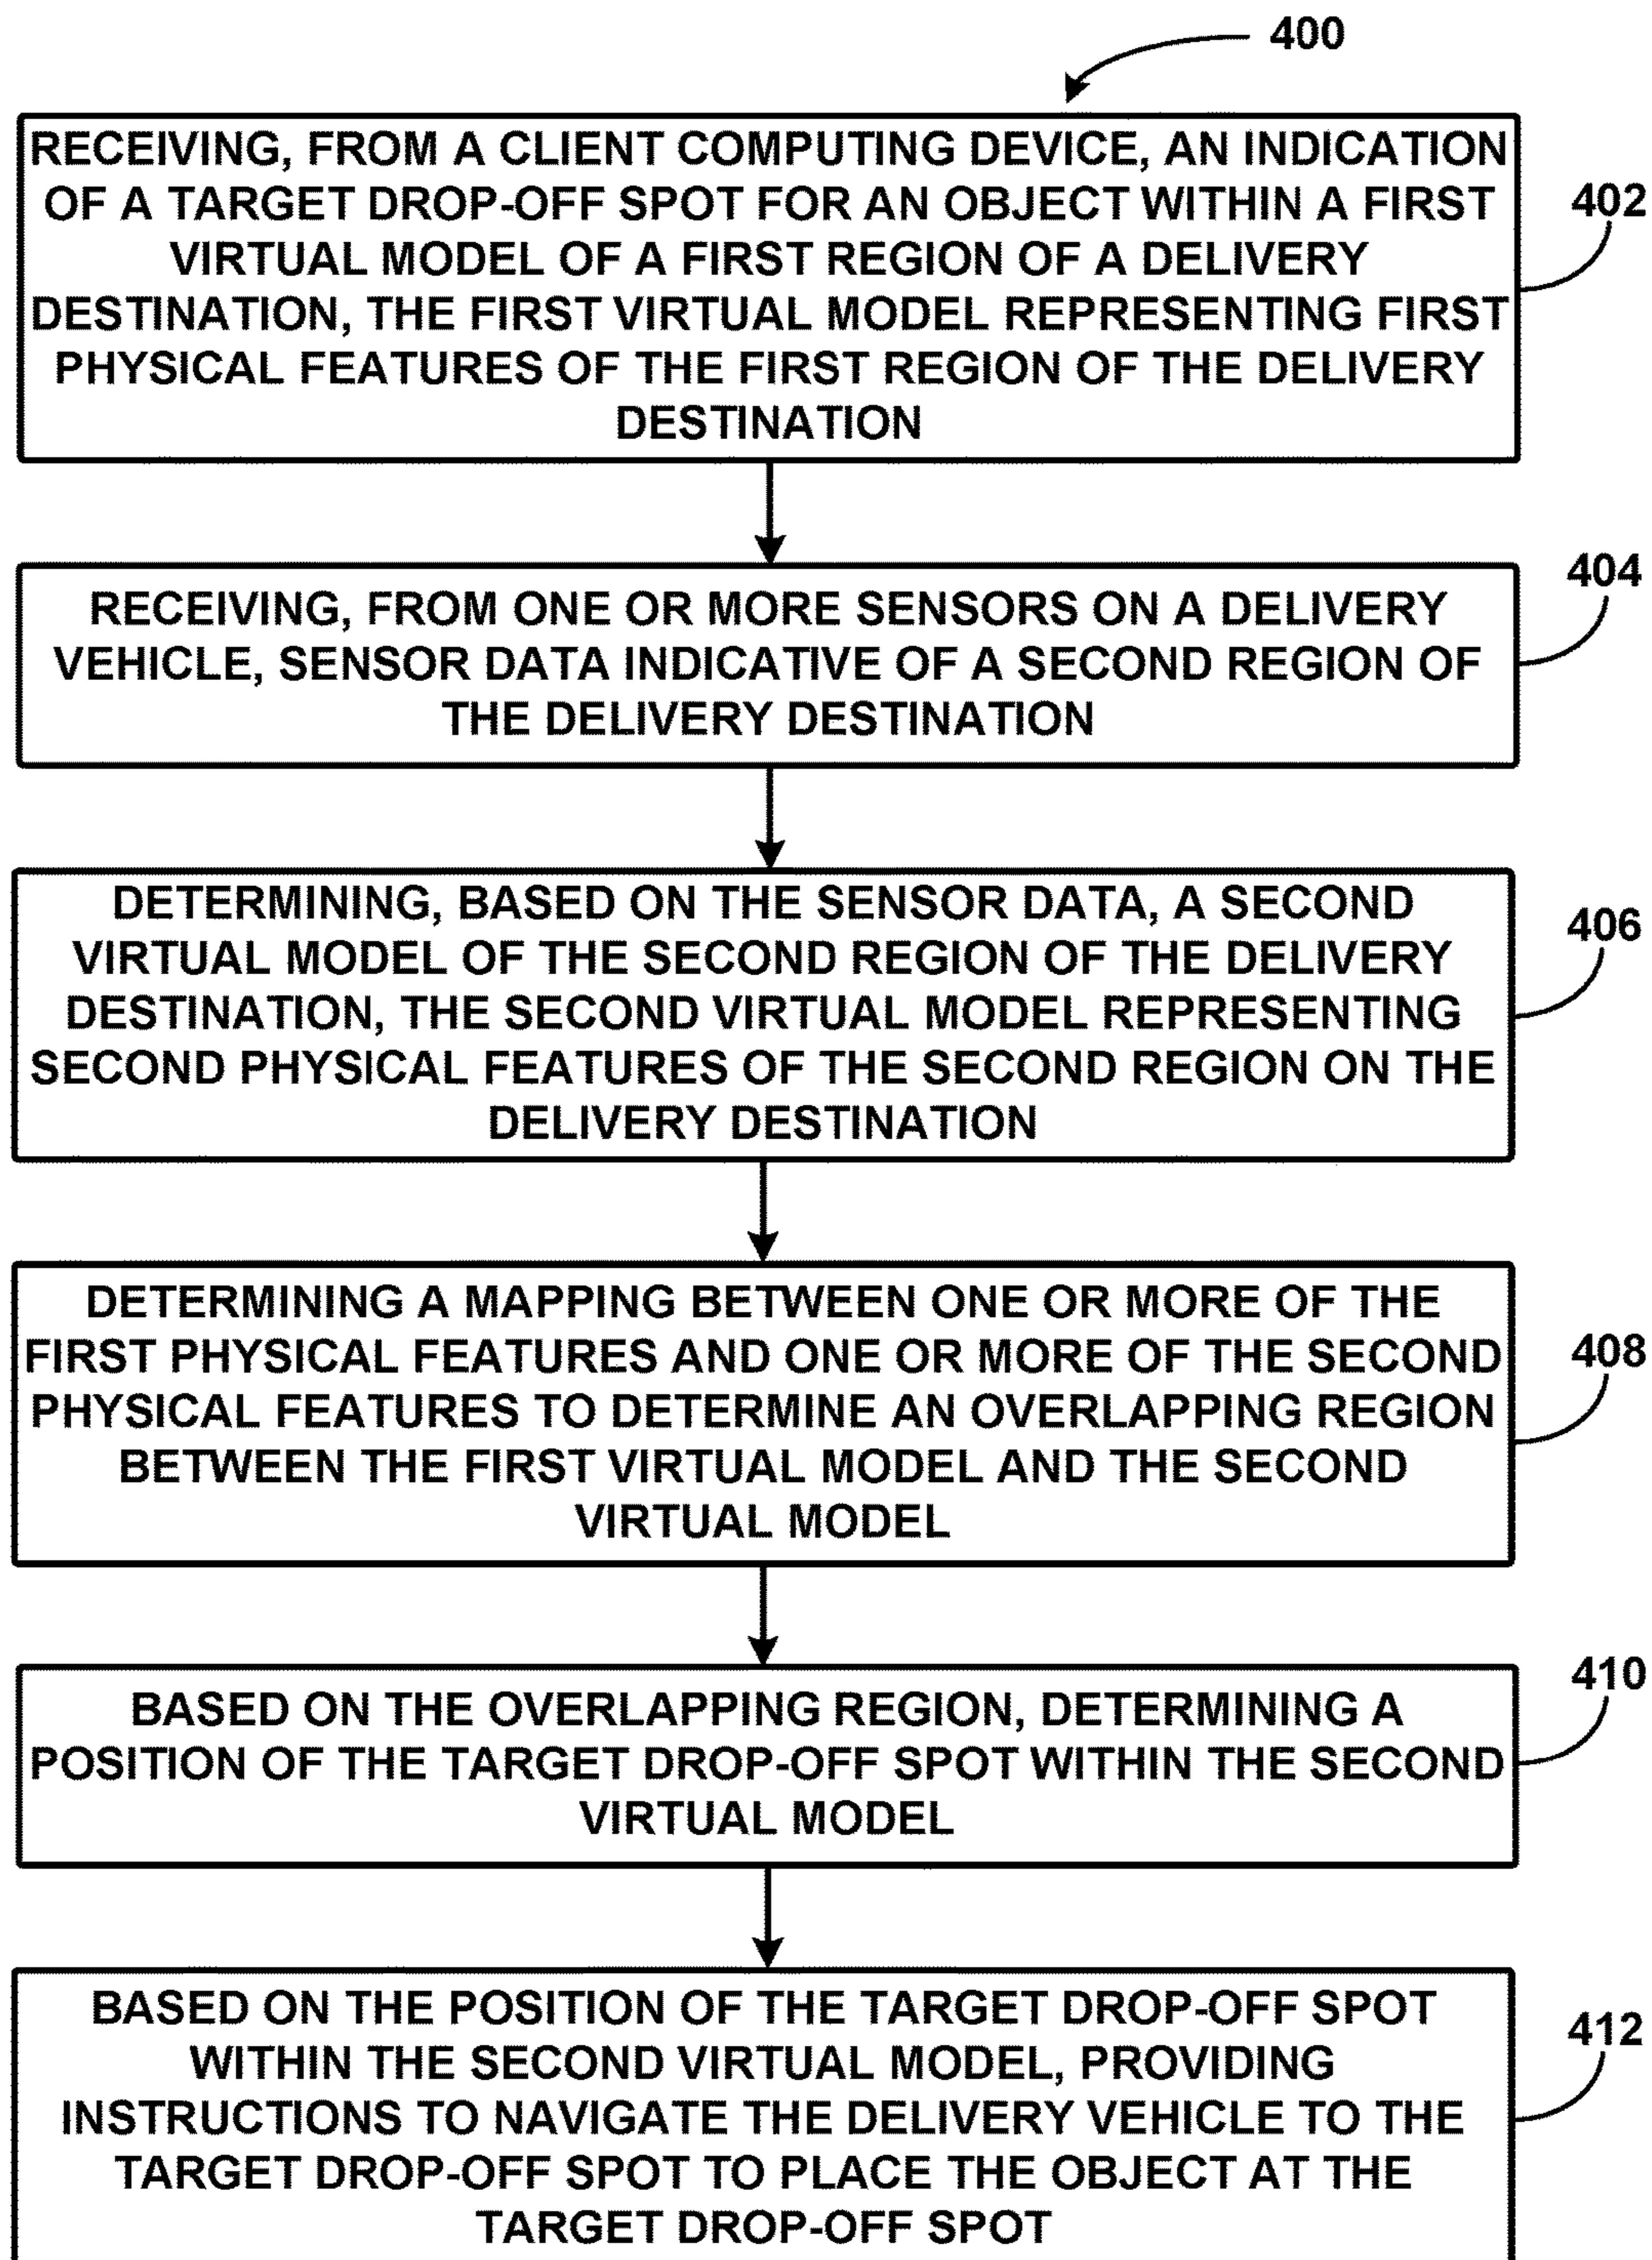 400
RECEIVING, FROM A CLIENT COMPUTING DEVICE, AN INDICATION
OF A TARGET DROP-OFF SPOT FOR AN OBJECT WITHIN A FIRST
VIRTUAL MODEL OF A FIRST REGION OF A DELIVERY
DESTINATION, THE FIRST VIRTUAL MODEL REPRESENTING FIRST
PHYSICAL FEATURES OF THE FIRST REGION OF THE DELIVERY
DESTINATION
402
RECEIVING, FROM ONE OR MORE SENSORS ON A DELIVERY
VEHICLE, SENSOR DATA INDICATIVE OF A SECOND REGION OF
THE DELIVERY DESTINATION
404
DETERMINING, BASED ON THE SENSOR DATA, A SECOND
VIRTUAL MODEL OF THE SECOND REGION OF THE DELIVERY
DESTINATION, THE SECOND VIRTUAL MODEL REPRESENTING
SECOND PHYSICAL FEATURES OF THE SECOND REGION ON THE
DELIVERY DESTINATION
406
DETERMINING A MAPPING BETWEEN ONE OR MORE OF THE
FIRST PHYSICAL FEATURES AND ONE OR MORE OF THE SECOND
PHYSICAL FEATURES TO DETERMINE AN OVERLAPPING REGION
BETWEEN THE FIRST VIRTUAL MODEL AND THE SECOND
VIRTUAL MODEL
408
BASED ON THE OVERLAPPING REGION, DETERMINING A
POSITION OF THE TARGET DROP-OFF SPOT WITHIN THE SECOND
VIRTUAL MODEL
410
BASED ON THE POSITION OF THE TARGET DROP-OFF SPOT
WITHIN THE SECOND VIRTUAL MODEL, PROVIDING
INSTRUCTIONS TO NAVIGATE THE DELIVERY VEHICLE TO THE
TARGET DROP-OFF SPOT TO PLACE THE OBJECT AT THE
TARGET DROP-OFF SPOT
412